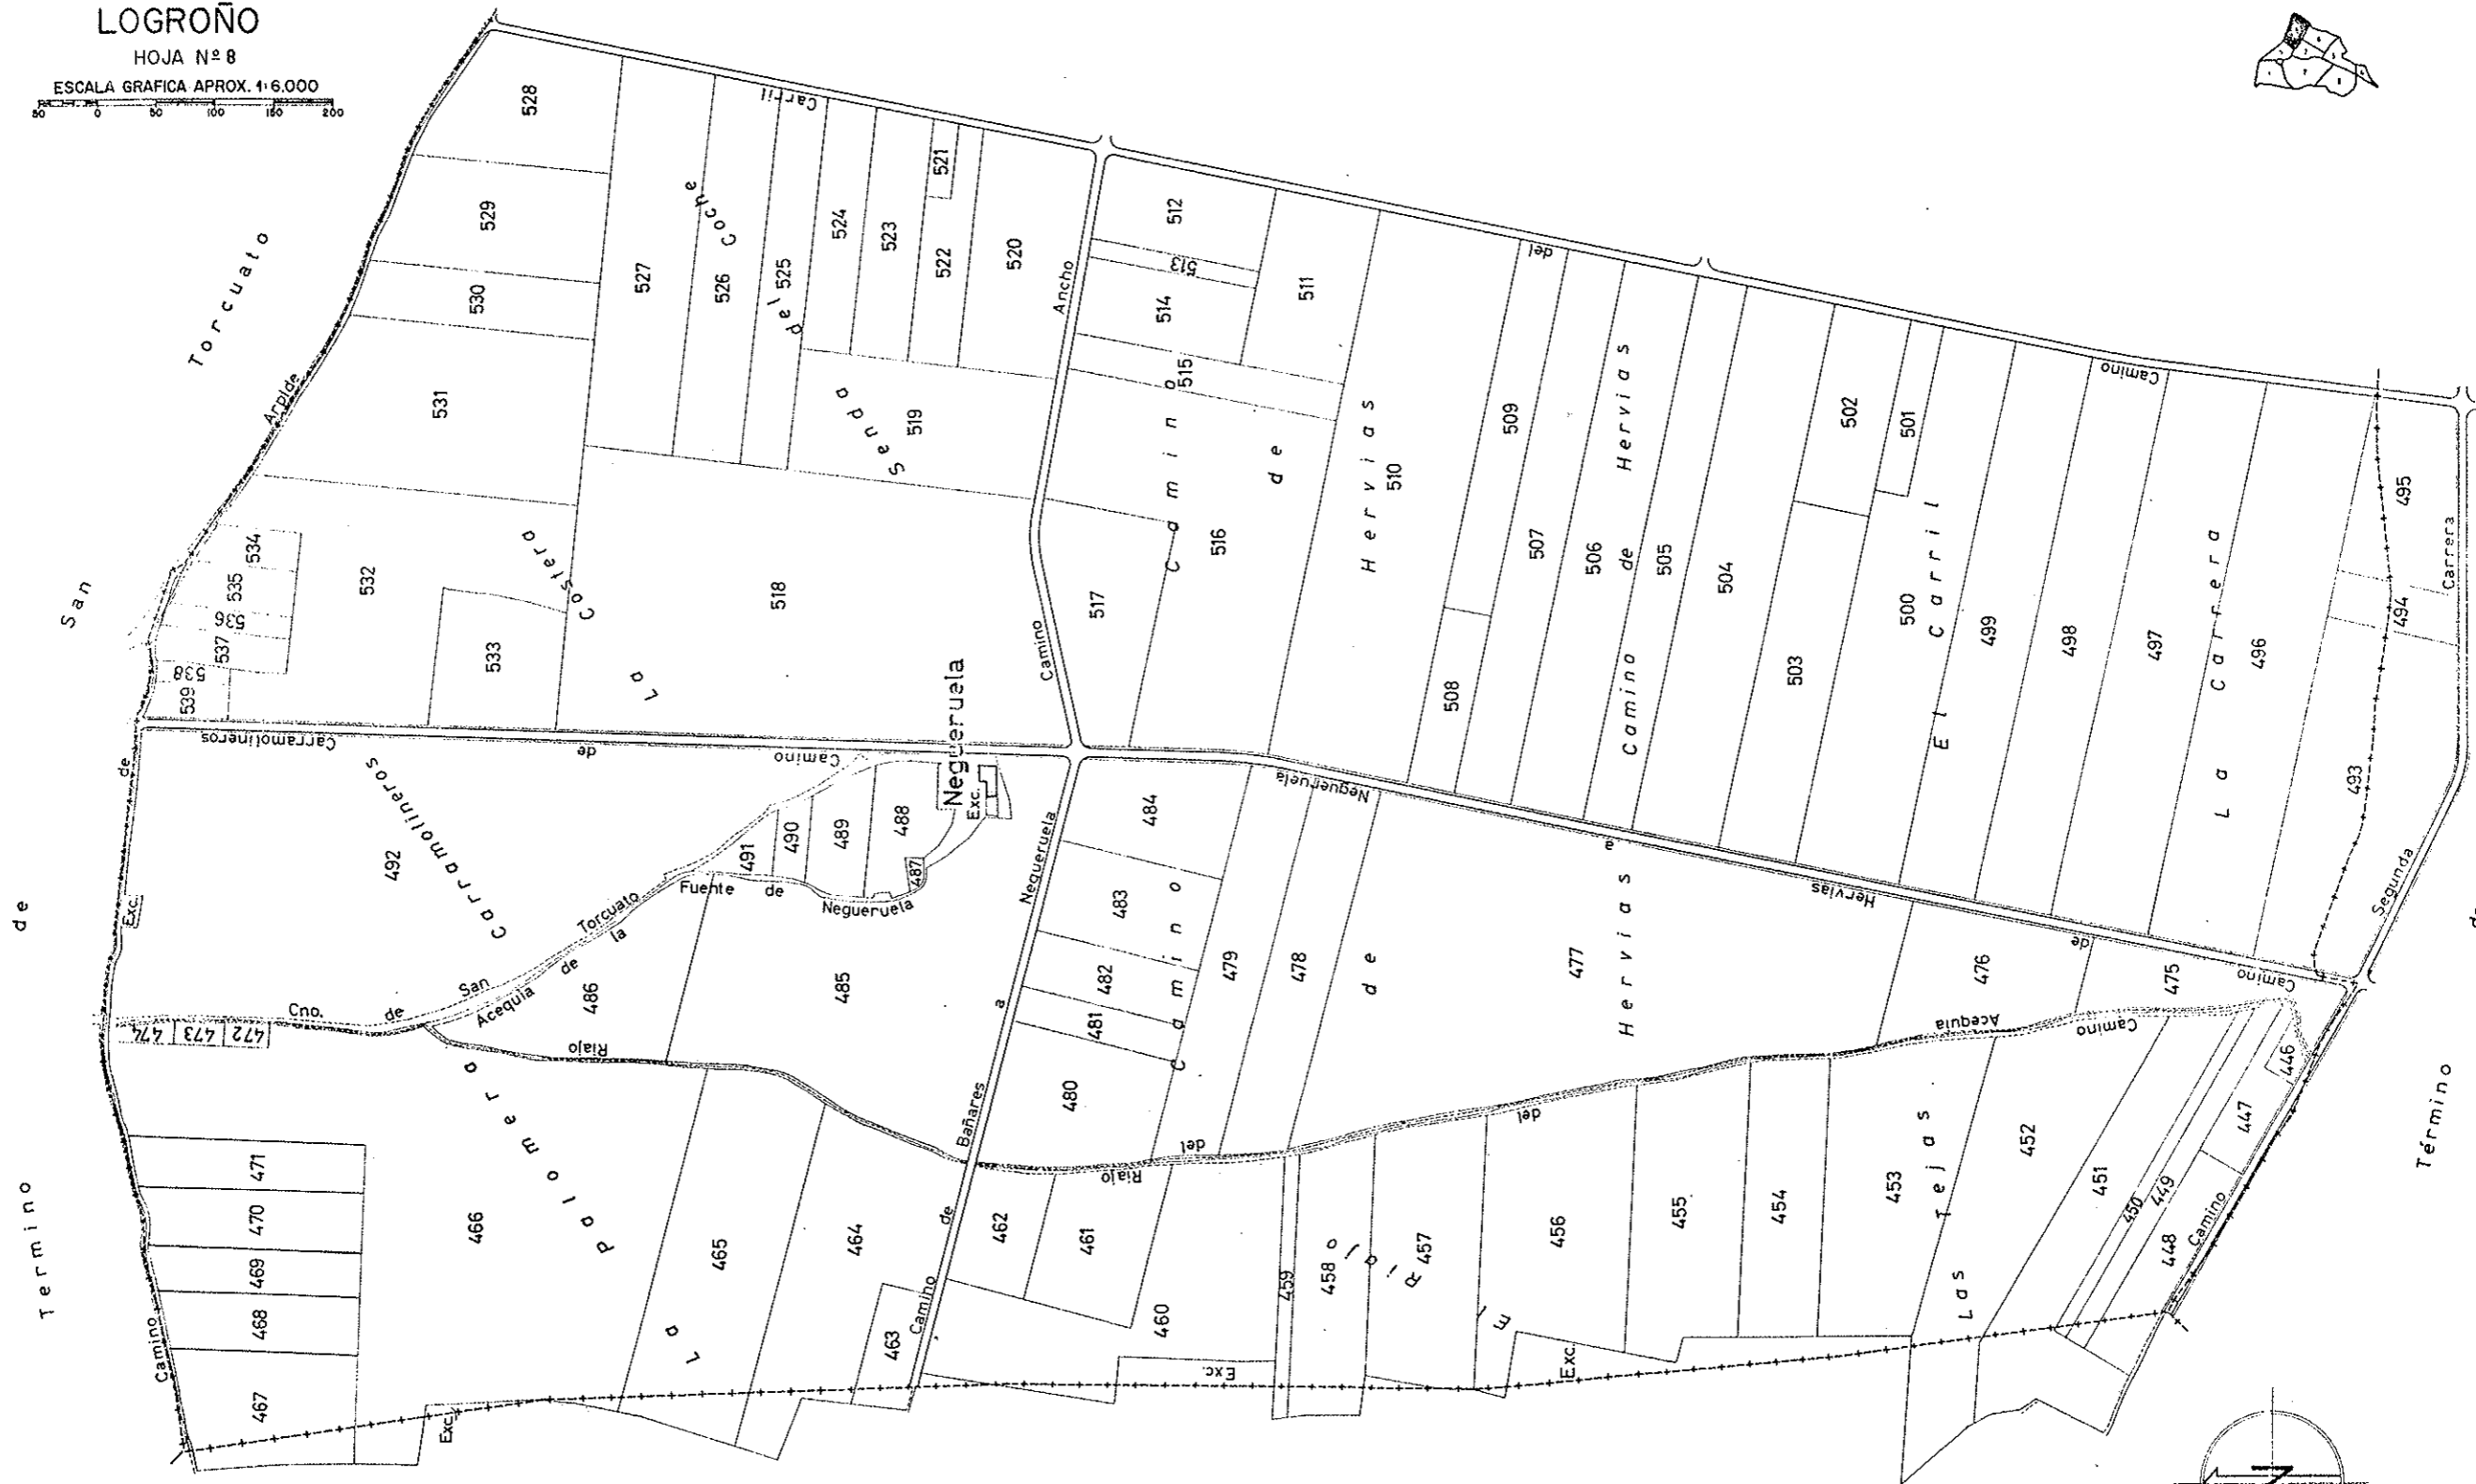 LOGROÑO
HOJA Nº 8
ESCALA GRAFICA APROX. 1:6.000
50 0 50 100 150 200
Termino
de
San
Torcuato
Camino
de
Arpide
Carril
del
Camino
528
529
530
531
527
526
525
524
523
521
522
520
519
Senda
del
Coche
512
513
514
515
511
516
517
510
Camino
de
Hervias
509
508
507
506
505
504
503
502
501
500
499
498
497
496
495
494
493
Camino
de
Hervias
El Carril
La Carrera
Carrera
Segunda
Ancho
Camino
518
La
Costera
532
533
534
535
536
537
538
539
Camino
de
Carramolineros
Negueruela
Exc.
492
Carramolineros
Exc.
491
490
489
488
487
Acequia
de
la
Fuente
de
Negueruela
Cno.
de
San
Torcuato
474
473
472
486
485
Riajo
Camino
de
Bañares
a
Negueruela
484
483
482
481
480
479
478
477
476
475
Camino
de
Hervias
Camino
de
Hervias
a
Negueruela
471
470
469
468
467
466
465
464
463
La
Palomera
Exc.
462
461
460
459
458
457
456
455
454
453
452
451
450
449
448
447
446
Riajo
del
del
Acequia
Camino
El
Riajo
Las
Tejas
Exc.
Exc.
Camino
Término
N